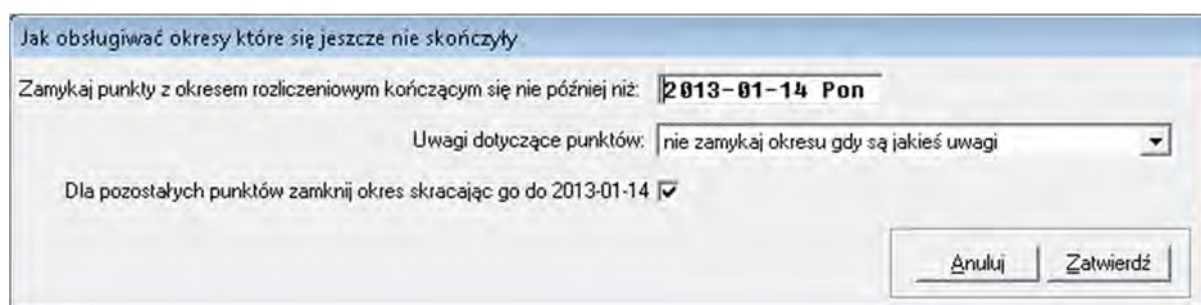 Jak obsługiwać okresy które się jeszcze nie skończyły
Zamykaj punkty z okresem rozliczeniowym kończącym się nie później niż: 2013-01-14 Pon
Uwagi dotyczące punktów: nie zamykaj okresu gdy są jakieś uwagi
Dla pozostałych punktów zamknij okres skracając go do 2013-01-14
Anuluj Zatwierdź